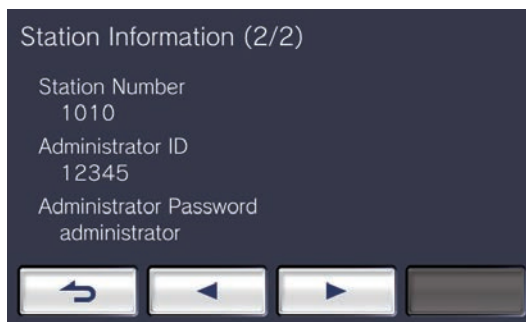 Station Information (2/2)
Station Number
1010
Administrator ID
12345
Administrator Password
administrator